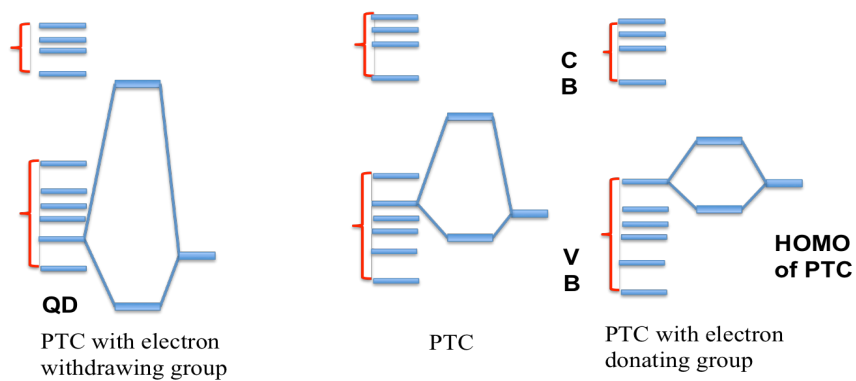 C
B
V
B
HOMO
of PTC
QD
PTC with electron
withdrawing group
PTC
PTC with electron
donating group